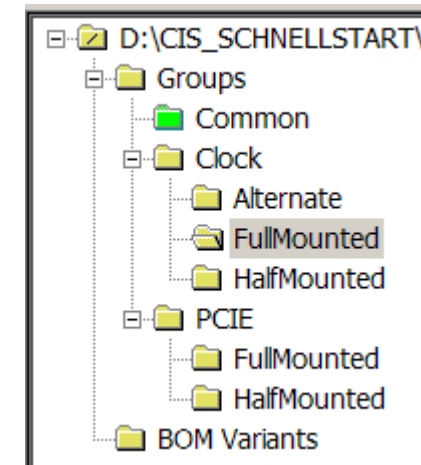 D:\CIS_SCHNELLSTART\
Groups
Common
Clock
Alternate
FullMounted
HalfMounted
PCIE
FullMounted
HalfMounted
BOM Variants